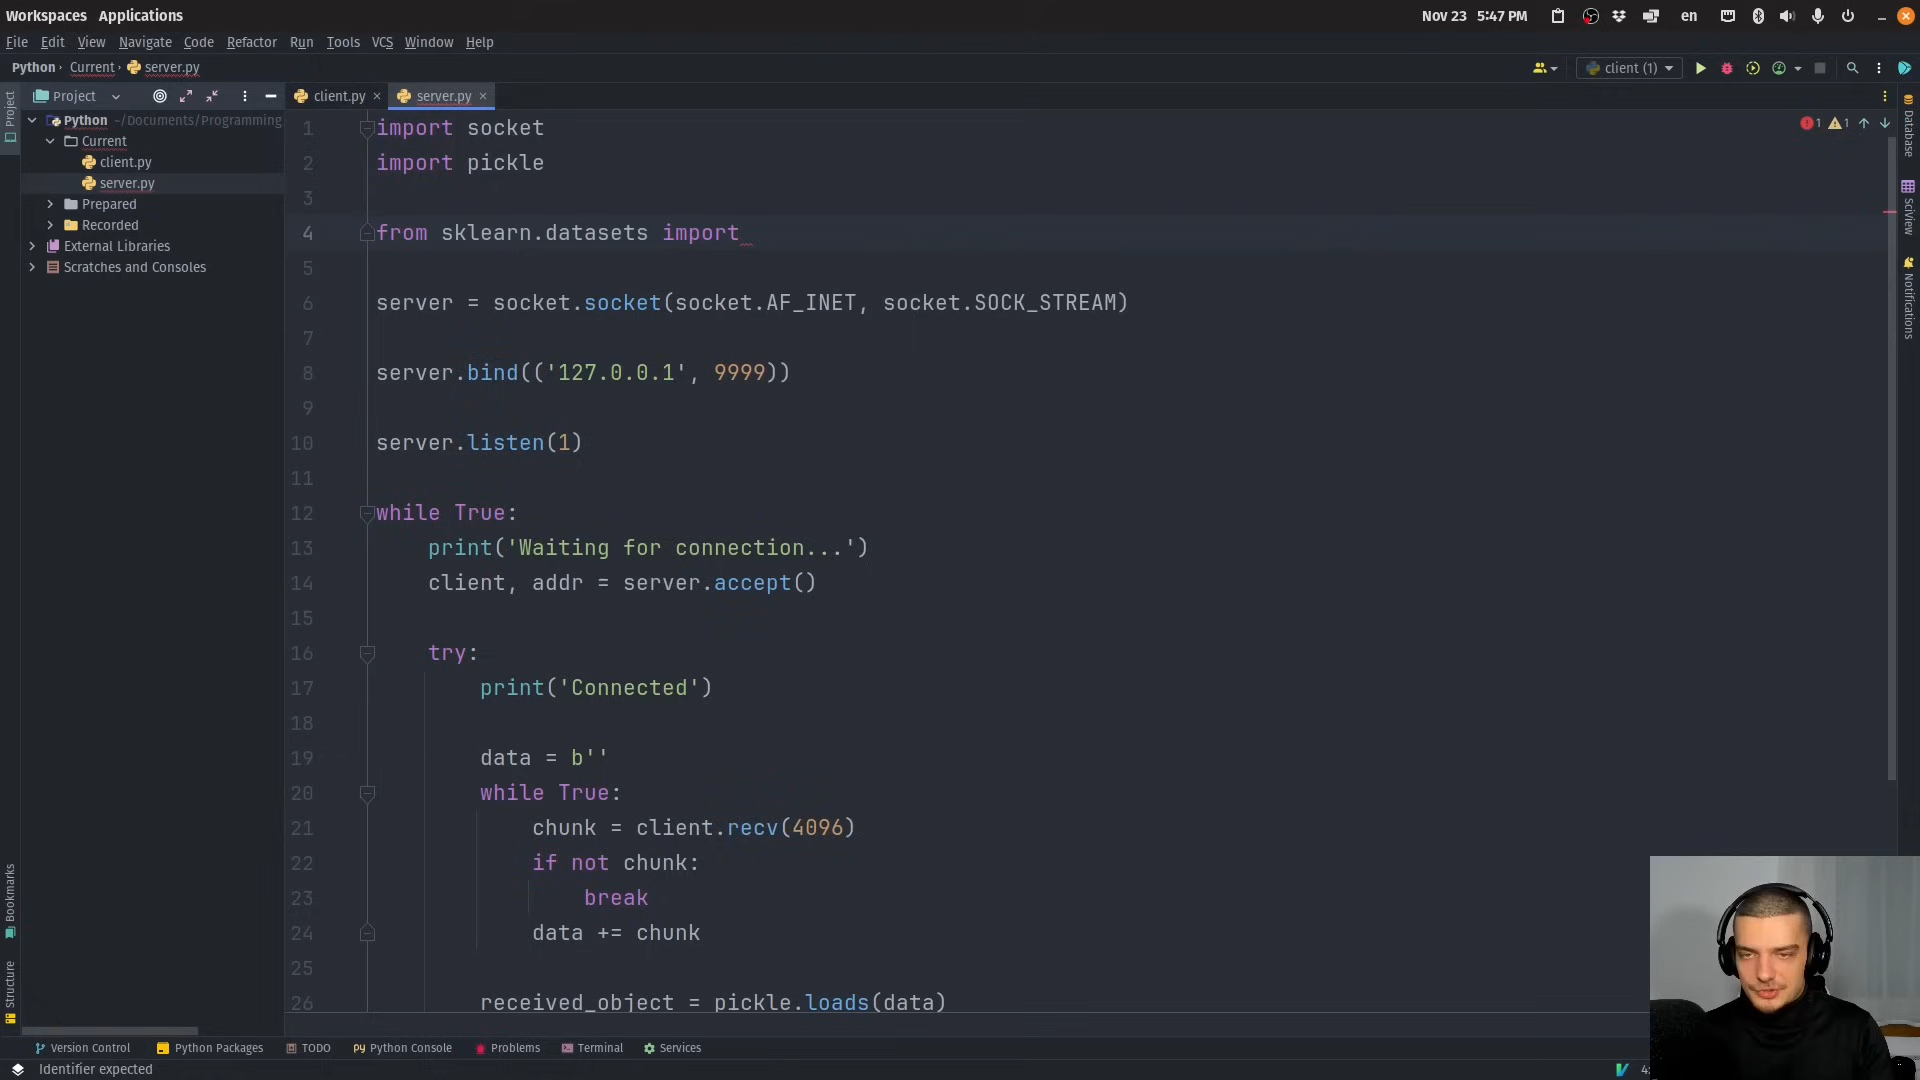 Workspaces Applications
Nov 23 5:47 PM
en
File Edit View Navigate Code Refactor Run Tools VCS Window Help
Python Current server.py
client (1)
Project
client.py
server.py
Python ~/Documents/Programming
Current
client.py
server.py
Prepared
Recorded
External Libraries
Scratches and Consoles
Project
Bookmarks
Structure
1 import socket
2 import pickle
3
4 from sklearn.datasets import
5
6 server = socket.socket(socket.AF_INET, socket.SOCK_STREAM)
7
8 server.bind(('127.0.0.1', 9999))
9
10 server.listen(1)
11
12 while True:
13 print('Waiting for connection...')
14 client, addr = server.accept()
15
16 try:
17 print('Connected')
18
19 data = b''
20 while True:
21 chunk = client.recv(4096)
22 if not chunk:
23 break
24 data += chunk
25
26 received_object = pickle.loads(data)
1 1
Database
SciView
Notifications
Version Control Python Packages TODO Python Console Problems Terminal Services
Identifier expected